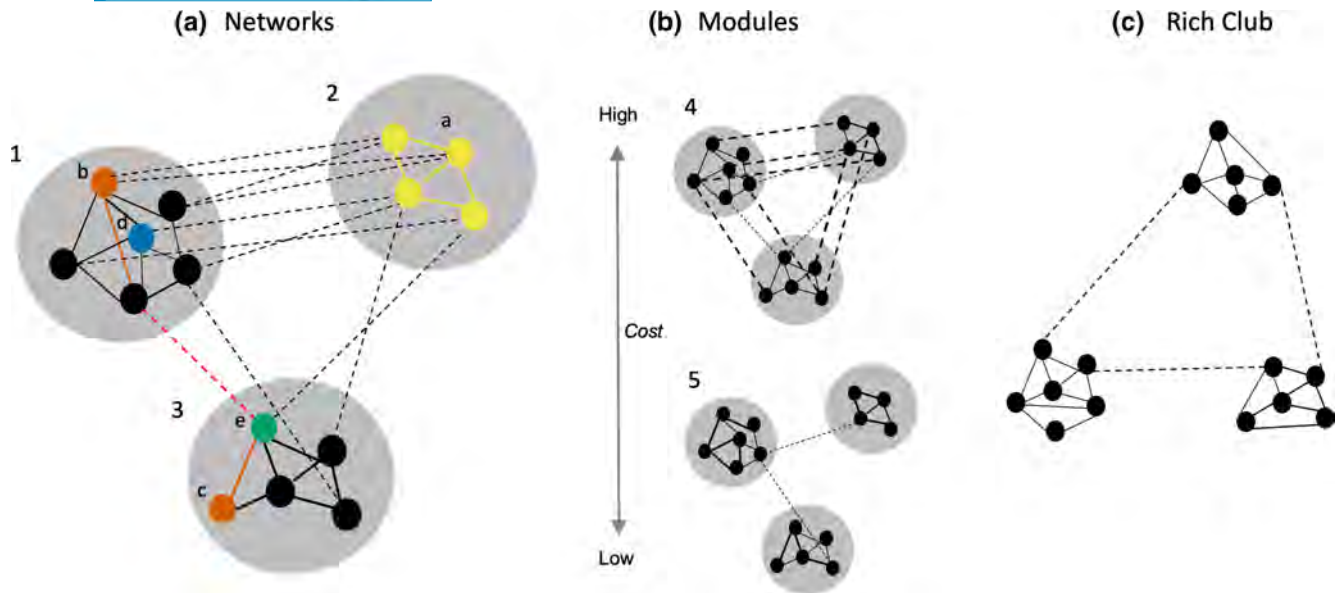 (a) Networks
1
2
3
a
b
c
d
e
(b) Modules
High
Cost
Low
4
5
(c) Rich Club